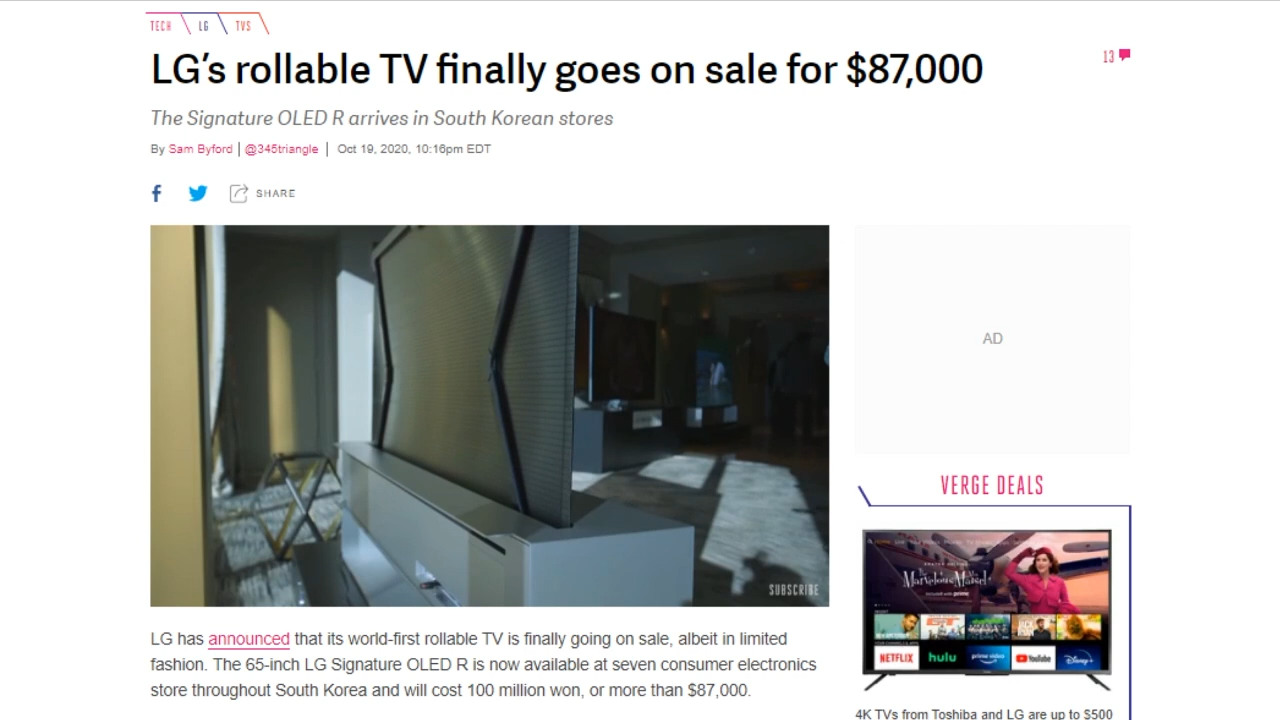 TECH LG TVS
LG's rollable TV finally goes on sale for $87,000
13
The Signature OLED R arrives in South Korean stores
By Sam Byford | @345triangle | Oct 19, 2020, 10:16pm EDT
SHARE
SUBSCRIBE
LG has announced that its world-first rollable TV is finally going on sale, albeit in limited
fashion. The 65-inch LG Signature OLED R is now available at seven consumer electronics
store throughout South Korea and will cost 100 million won, or more than $87,000.
AD
VERGE DEALS
Marvelous Maisel
NETFLIX hulu prime video YouTube Disney+
4K TVs from Toshiba and LG are up to $500